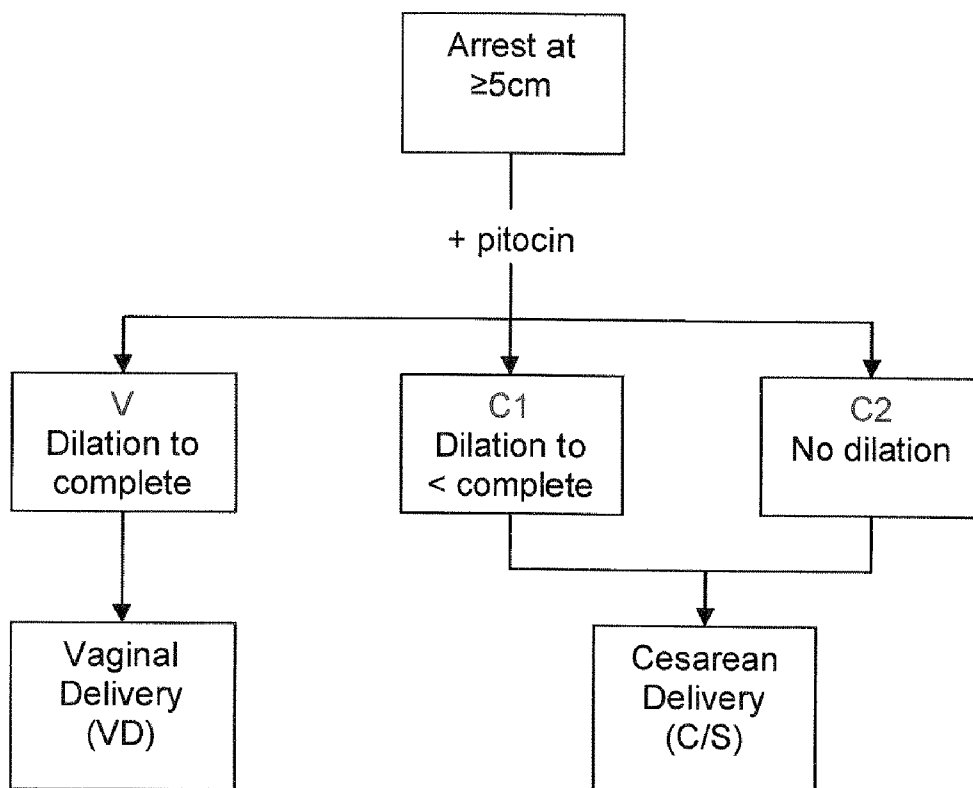 Arrest at
≥5cm
+ pitocin
V
Dilation to
complete
C1
Dilation to
< complete
C2
No dilation
Vaginal
Delivery
(VD)
Cesarean
Delivery
(C/S)